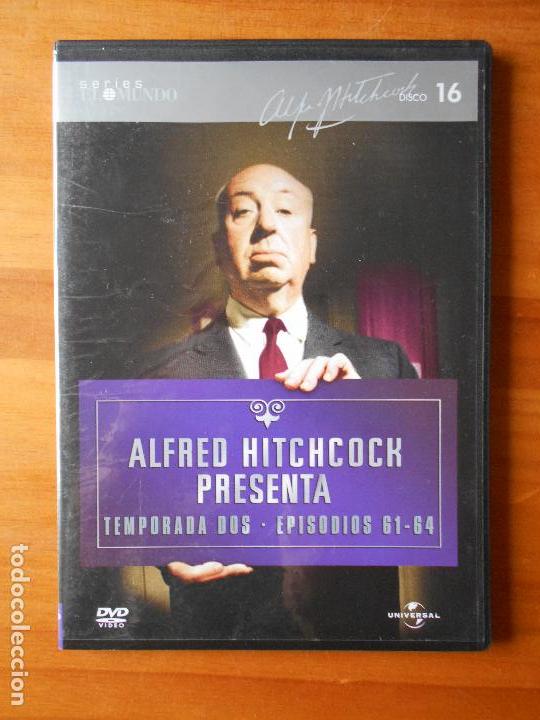 series
EL MUNDO
Alfred Hitchcock
DISCO 16
ALFRED HITCHCOCK
PRESENTA
TEMPORADA DOS · EPISODIOS 61-64
DVD
VIDEO
UNIVERSAL
todocoleccion.net